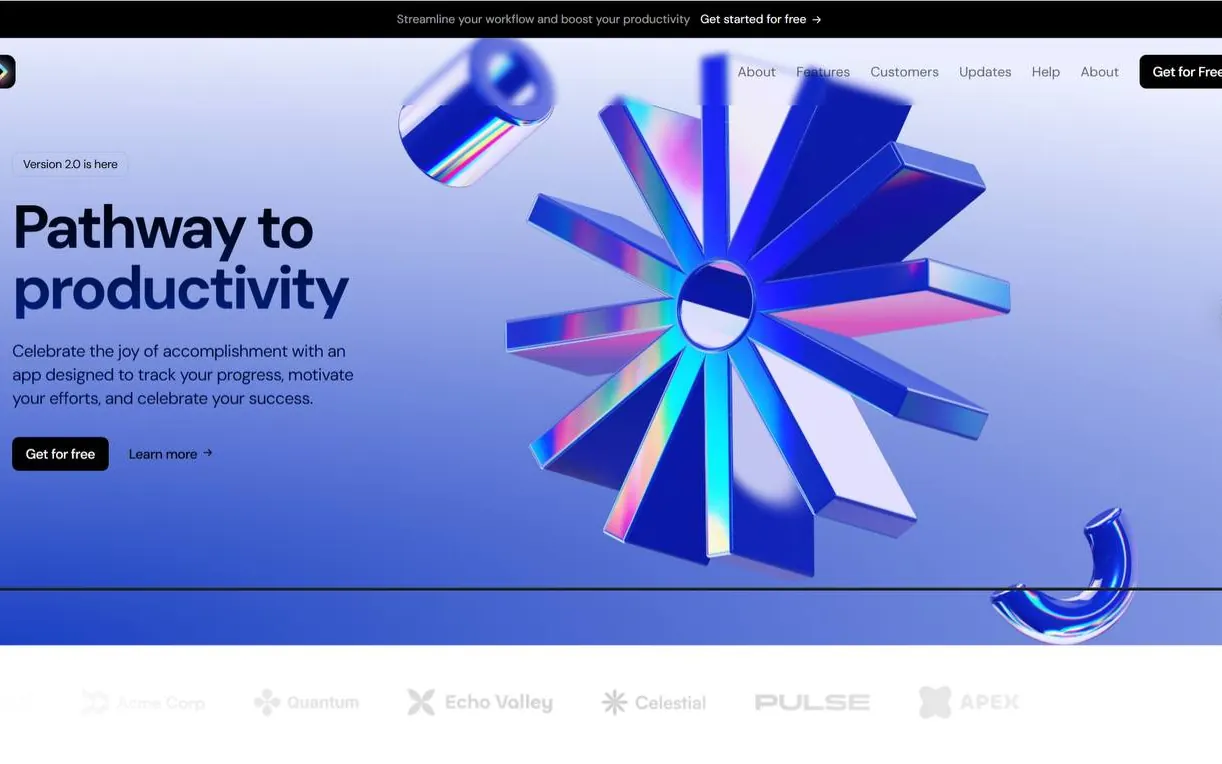 Streamline your workflow and boost your productivity Get started for free →
About Features Customers Updates Help About Get for Free
Version 2.0 is here
Pathway to
productivity
Celebrate the joy of accomplishment with an
app designed to track your progress, motivate
your efforts, and celebrate your success.
Get for free Learn more →
Acme Corp Quantum Echo Valley Celestial PULSE APEX